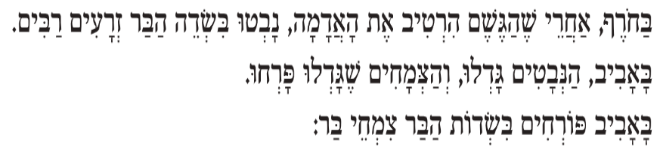 בַּחֹרֶף, אַחֲרֵי שֶׁהַגֶּשֶׁם הִרְטִיב אֶת הָאֲדָמָה, נָבְטוּ בִּשְׂדֵה הַבַּר זְרָעִים רַבִּים.
בָּאָבִיב, הַנְּבָטִים גָּדְלוּ, וְהַצְּמָחִים שֶׁגָּדְלוּ פָּרְחוּ.
בָּאָבִיב פּוֹרְחִים בִּשְׂדוֹת הַבַּר צִמְחֵי בַּר: